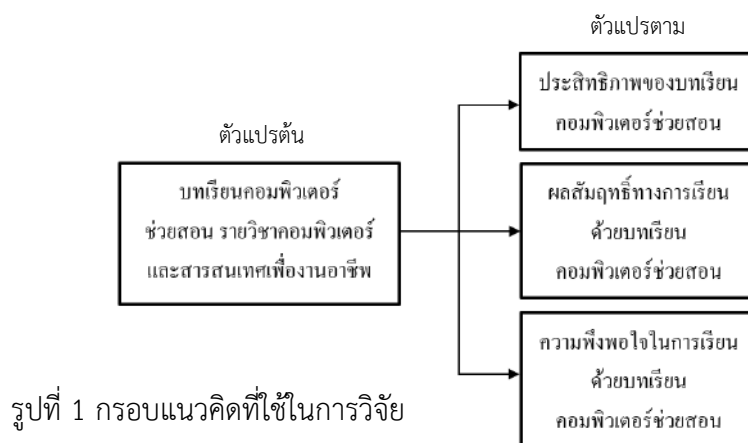 ตัวแปรตาม
ประสิทธิภาพของบทเรียน
คอมพิวเตอร์ช่วยสอน
ตัวแปรต้น
บทเรียนคอมพิวเตอร์
ช่วยสอน รายวิชาคอมพิวเตอร์
และสารสนเทศเพื่องานอาชีพ
ผลสัมฤทธิ์ทางการเรียน
ด้วยบทเรียน
คอมพิวเตอร์ช่วยสอน
ความพึงพอใจในการเรียน
ด้วยบทเรียน
คอมพิวเตอร์ช่วยสอน
รูปที่ 1 กรอบแนวคิดที่ใช้ในการวิจัย